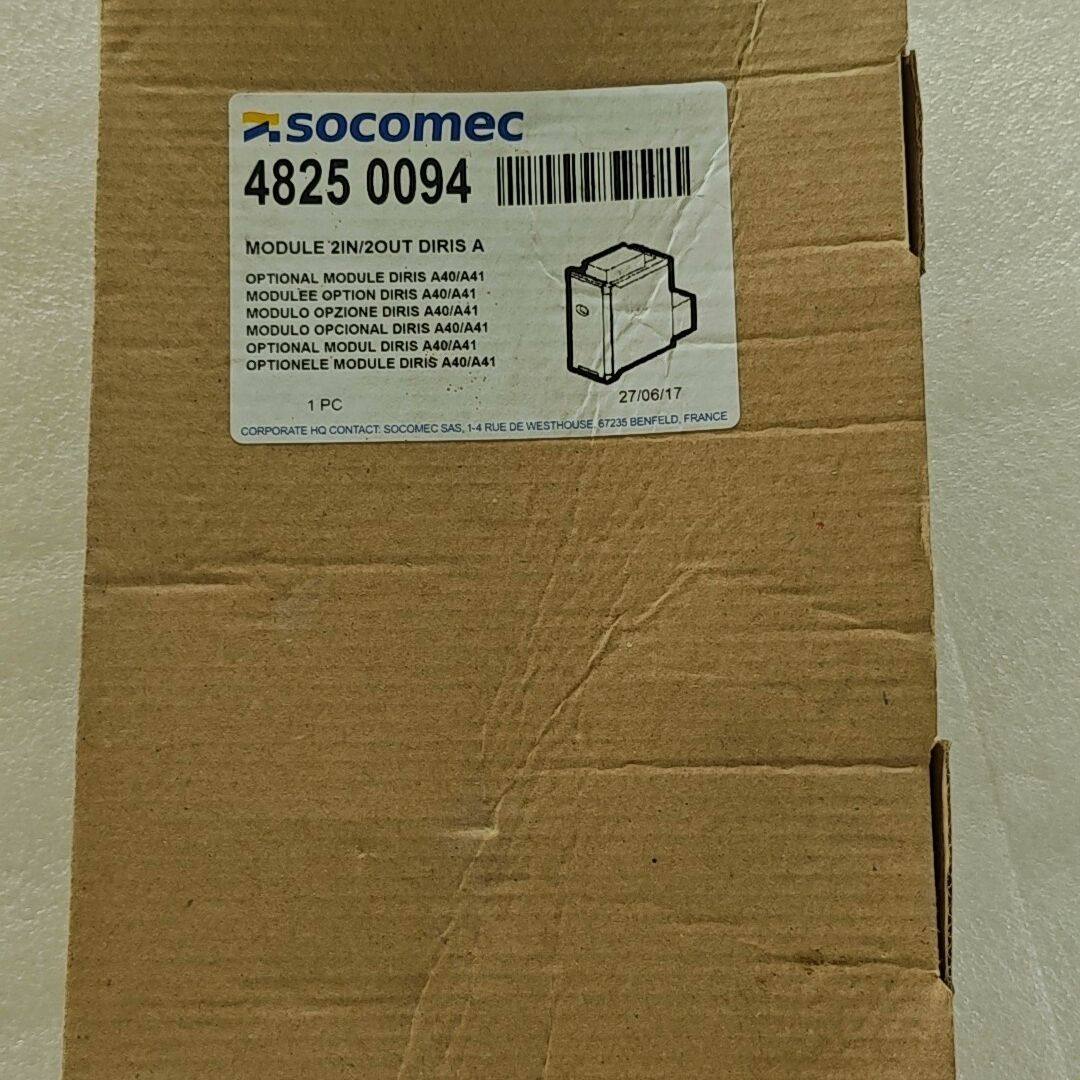 socomec
4825 0094
MODULE 2IN/2OUT DIRIS A
OPTIONAL MODULE DIRIS A40/A41
MODULEE OPTION DIRIS A40/A41
MODULO OPZIONE DIRIS A40/A41
MODULO OPCIONAL DIRIS A40/A41
OPTIONAL MODUL DIRIS A40/A41
OPTIONELE MODULE DIRIS A40/A41
1 PC
27/06/17
CORPORATE HQ CONTACT: SOCOMEC SAS, 1-4 RUE DE WESTHOUSE, 67235 BENFELD, FRANCE